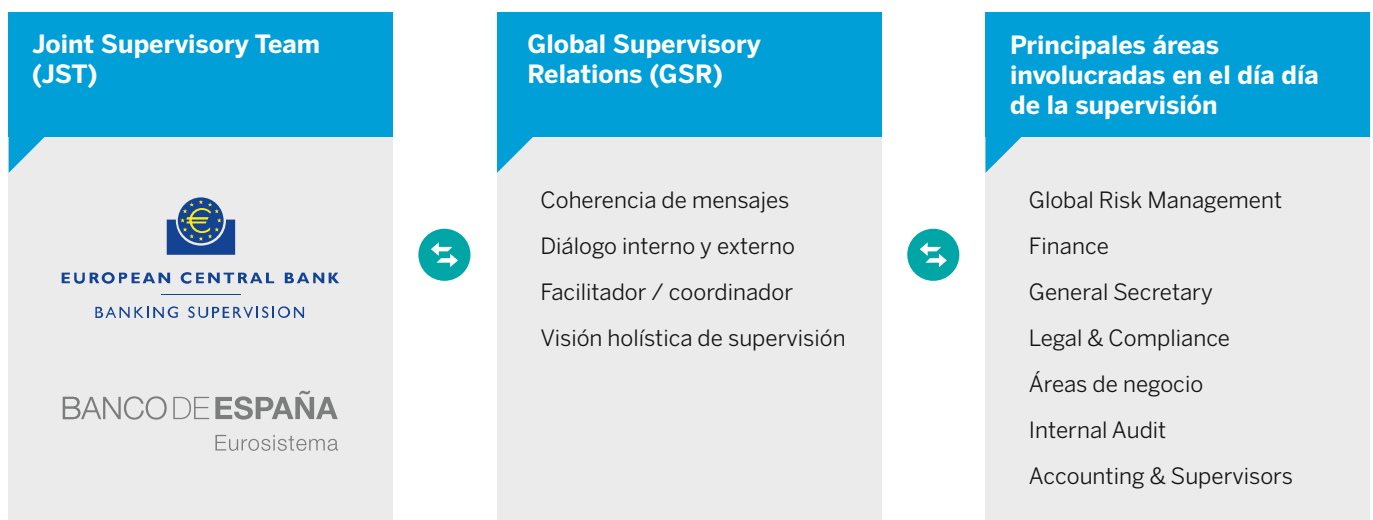 Joint Supervisory Team
(JST)
EUROPEAN CENTRAL BANK
BANKING SUPERVISION
BANCO DE ESPAÑA
Eurosistema
Global Supervisory
Relations (GSR)
Coherencia de mensajes
Diálogo interno y externo
Facilitador / coordinador
Visión holística de supervisión
Principales áreas
involucradas en el día día
de la supervisión
Global Risk Management
Finance
General Secretary
Legal & Compliance
Áreas de negocio
Internal Audit
Accounting & Supervisors